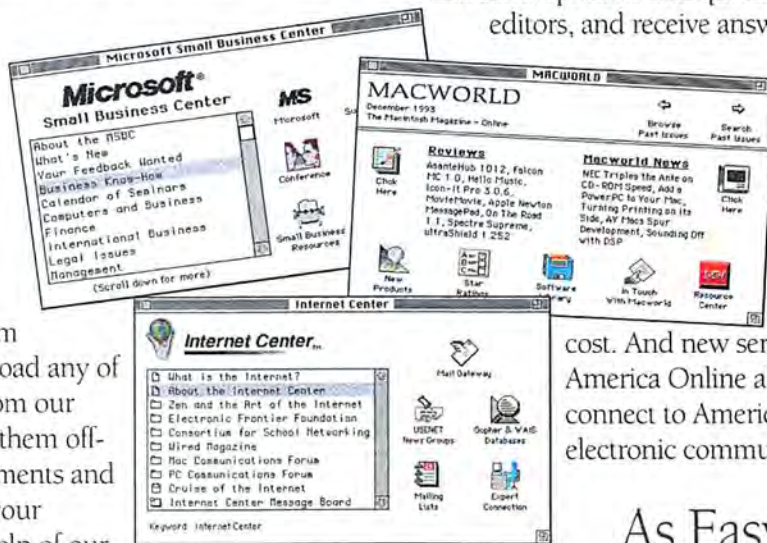 editors, and receive answ
Microsoft Small Business Center
Microsoft®
Small Business Center
About the MSBC
What's New
Your Feedback Wanted
Business Know-How
Calendar of Seminars
Computers and Business
Finance
International Business
Legal Issues
Management
(Scroll down for more)
MS
Microsoft
Conference
Small Business
Resources
MACWORLD
MACWORLD
December 1993
The Macintosh Magazine - Online
Browse
Past Issues
Search
Past Issues
Click
Here
Reviews
AsanteHub 1012, Falcon
MC 1.0, Hello Music,
Icon-It Pro 3.0.6,
MovieMovie, Apple Newton
MessagePad, On The Road
1.1, Spectre Supreme,
ultraShield 1.252
Macworld News
NEC Triples the Ante on
CD-ROM Speed, Add a
PowerPC to Your Mac,
Turning Printing on its
Side, AV Macs Spur
Development, Sounding Off
with DSP
Click
Here
New
Products
Star
Ratings
Software
Library
In Touch
With Macworld
Resource
Center
Internet Center
Internet Center™
What is the Internet?
About the Internet Center
Zen and the Art of the Internet
Electronic Frontier Foundation
Consortium for School Networking
Wired Magazine
Mac Communications Forum
PC Communications Forum
Cruise of the Internet
Internet Center Message Board
Keyword: Internet Center
Mail Gateway
USENET
News Groups
Gopher & WAIS
Databases
Mailing
Lists
Expert
Connection
oad any of
om our
them off-
ments and
our
elp of our
cost. And new ser
America Online a
connect to Americ
electronic commu
As Easy